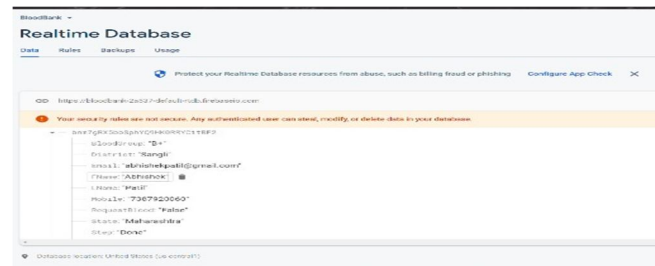 BloodBank
Realtime Database
Data Rules Backups Usage
Protect your Realtime Database resources from abuse, such as billing fraud or phishing Configure App Check
Your security rules are not secure. Any authenticated user can steal, modify, or delete data in your database.
BloodGroup: "B+"
District: "Sangli"
Email: "abhishekpatil@gmail.com"
FName: "Abhishek"
LName: "Patil"
Mobile: "7387920060"
RequestBlood: "False"
State: "Maharashtra"
Step: "Done"
Database location: United States (us-central1)